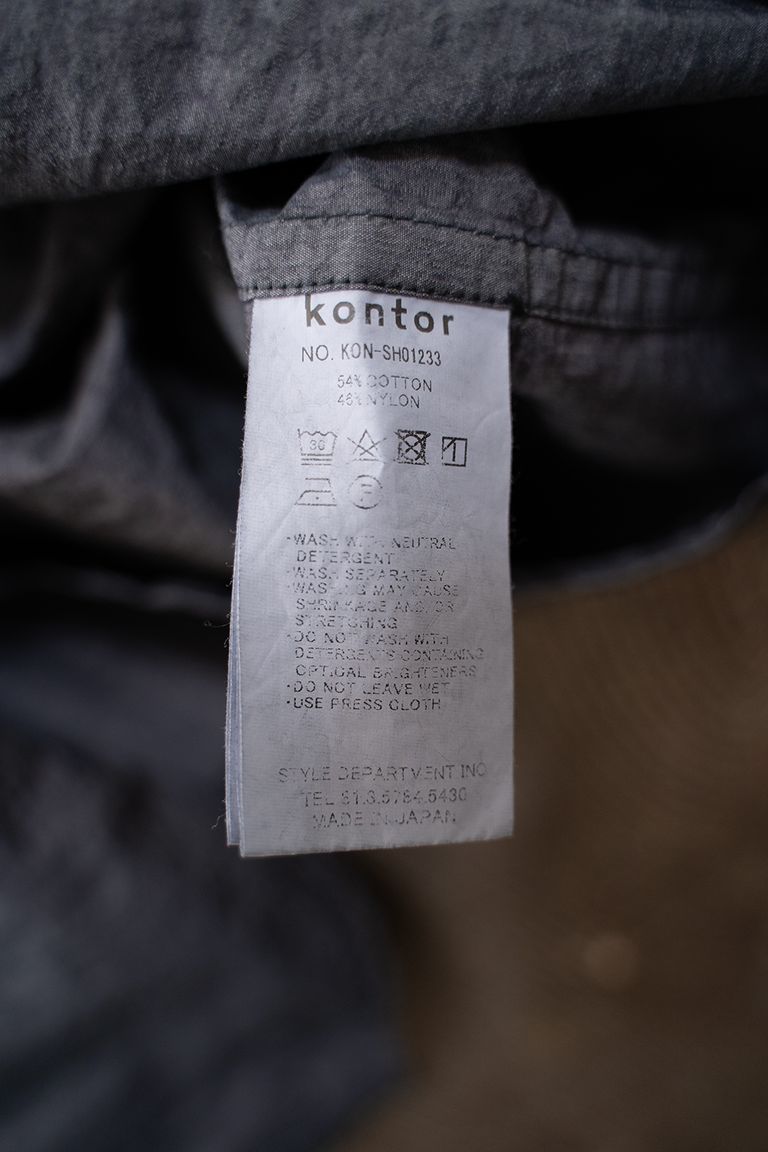 kontor
NO. KON-SH01233
54% COTTON
46% NYLON
30
F
·WASH WITH NEUTRAL
DETERGENT
·WASH SEPARATELY
·WASHING MAY CAUSE
SHRINKAGE AND/OR
STRETCHING
·DO NOT WASH WITH
DETERGENTS CONTAINING
OPTICAL BRIGHTENERS
·DO NOT LEAVE WET
·USE PRESS CLOTH
STYLE DEPARTMENT INC
TEL 81.3.5784.5430
MADE IN JAPAN